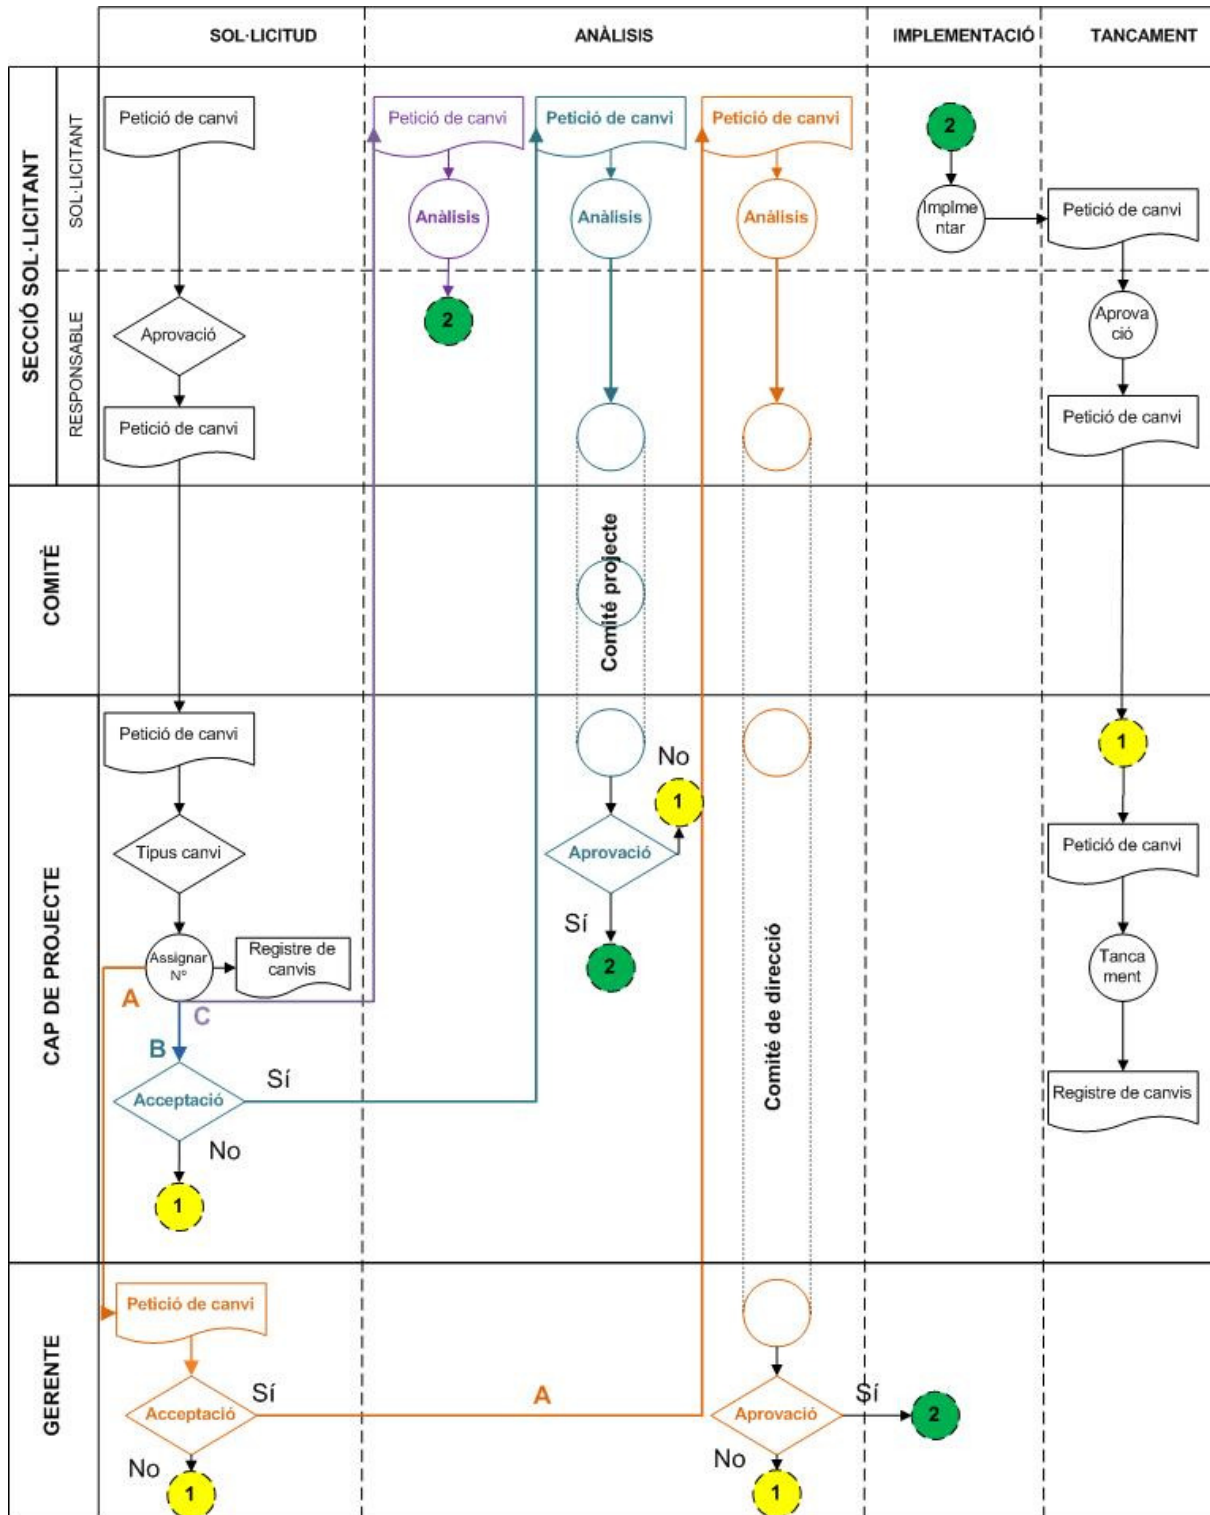 SOL·LICITUD
ANÀLISIS
IMPLEMENTACIÓ
TANCAMENT
SECCIÓ SOL·LICITANT
SOL·LICITANT
Petició de canvi
Petició de canvi
Petició de canvi
Petició de canvi
2
Anàlisis
Anàlisis
Anàlisis
Implme
ntar
Petició de canvi
RESPONSABLE
Aprovació
2
Aprova
ció
Petició de canvi
Petició de canvi
COMITÈ
Comité projecte
CAP DE PROJECTE
Petició de canvi
No
1
1
Tipus canvi
Aprovació
Petició de canvi
Sí
Assignar
Nº
Registre de
canvis
2
Tanca
ment
A
C
B
Comité de direcció
Acceptació
Sí
Registre de canvis
No
1
GERENTE
Petició de canvi
Acceptació
Sí
A
Aprovació
Sí
2
No
1
No
1